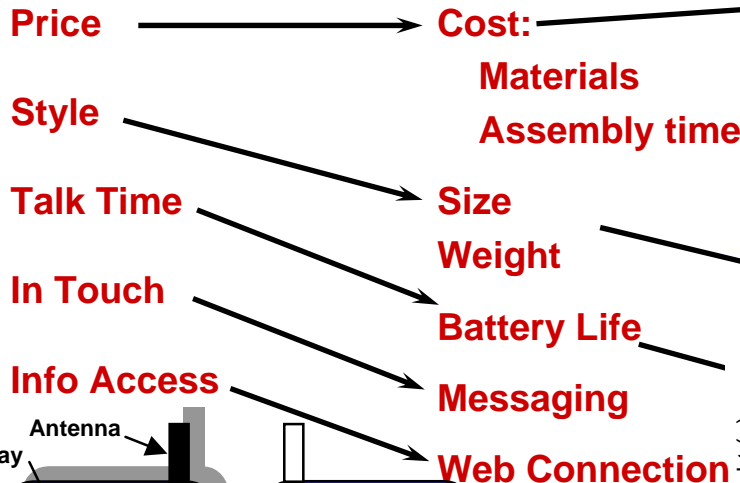 Price
Cost:
Materials
Style
Assembly time
Talk Time
Size
Weight
In Touch
Battery Life
Info Access
Messaging
Antenna
ay
Web Connection